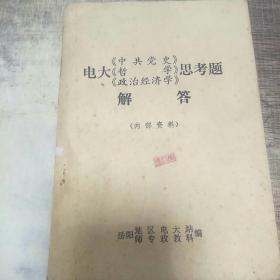 《中共党史》
电大《哲学》思考题
《政治经济学》
解答
（内部资料）
岳阳地区电大站
师专政教科编